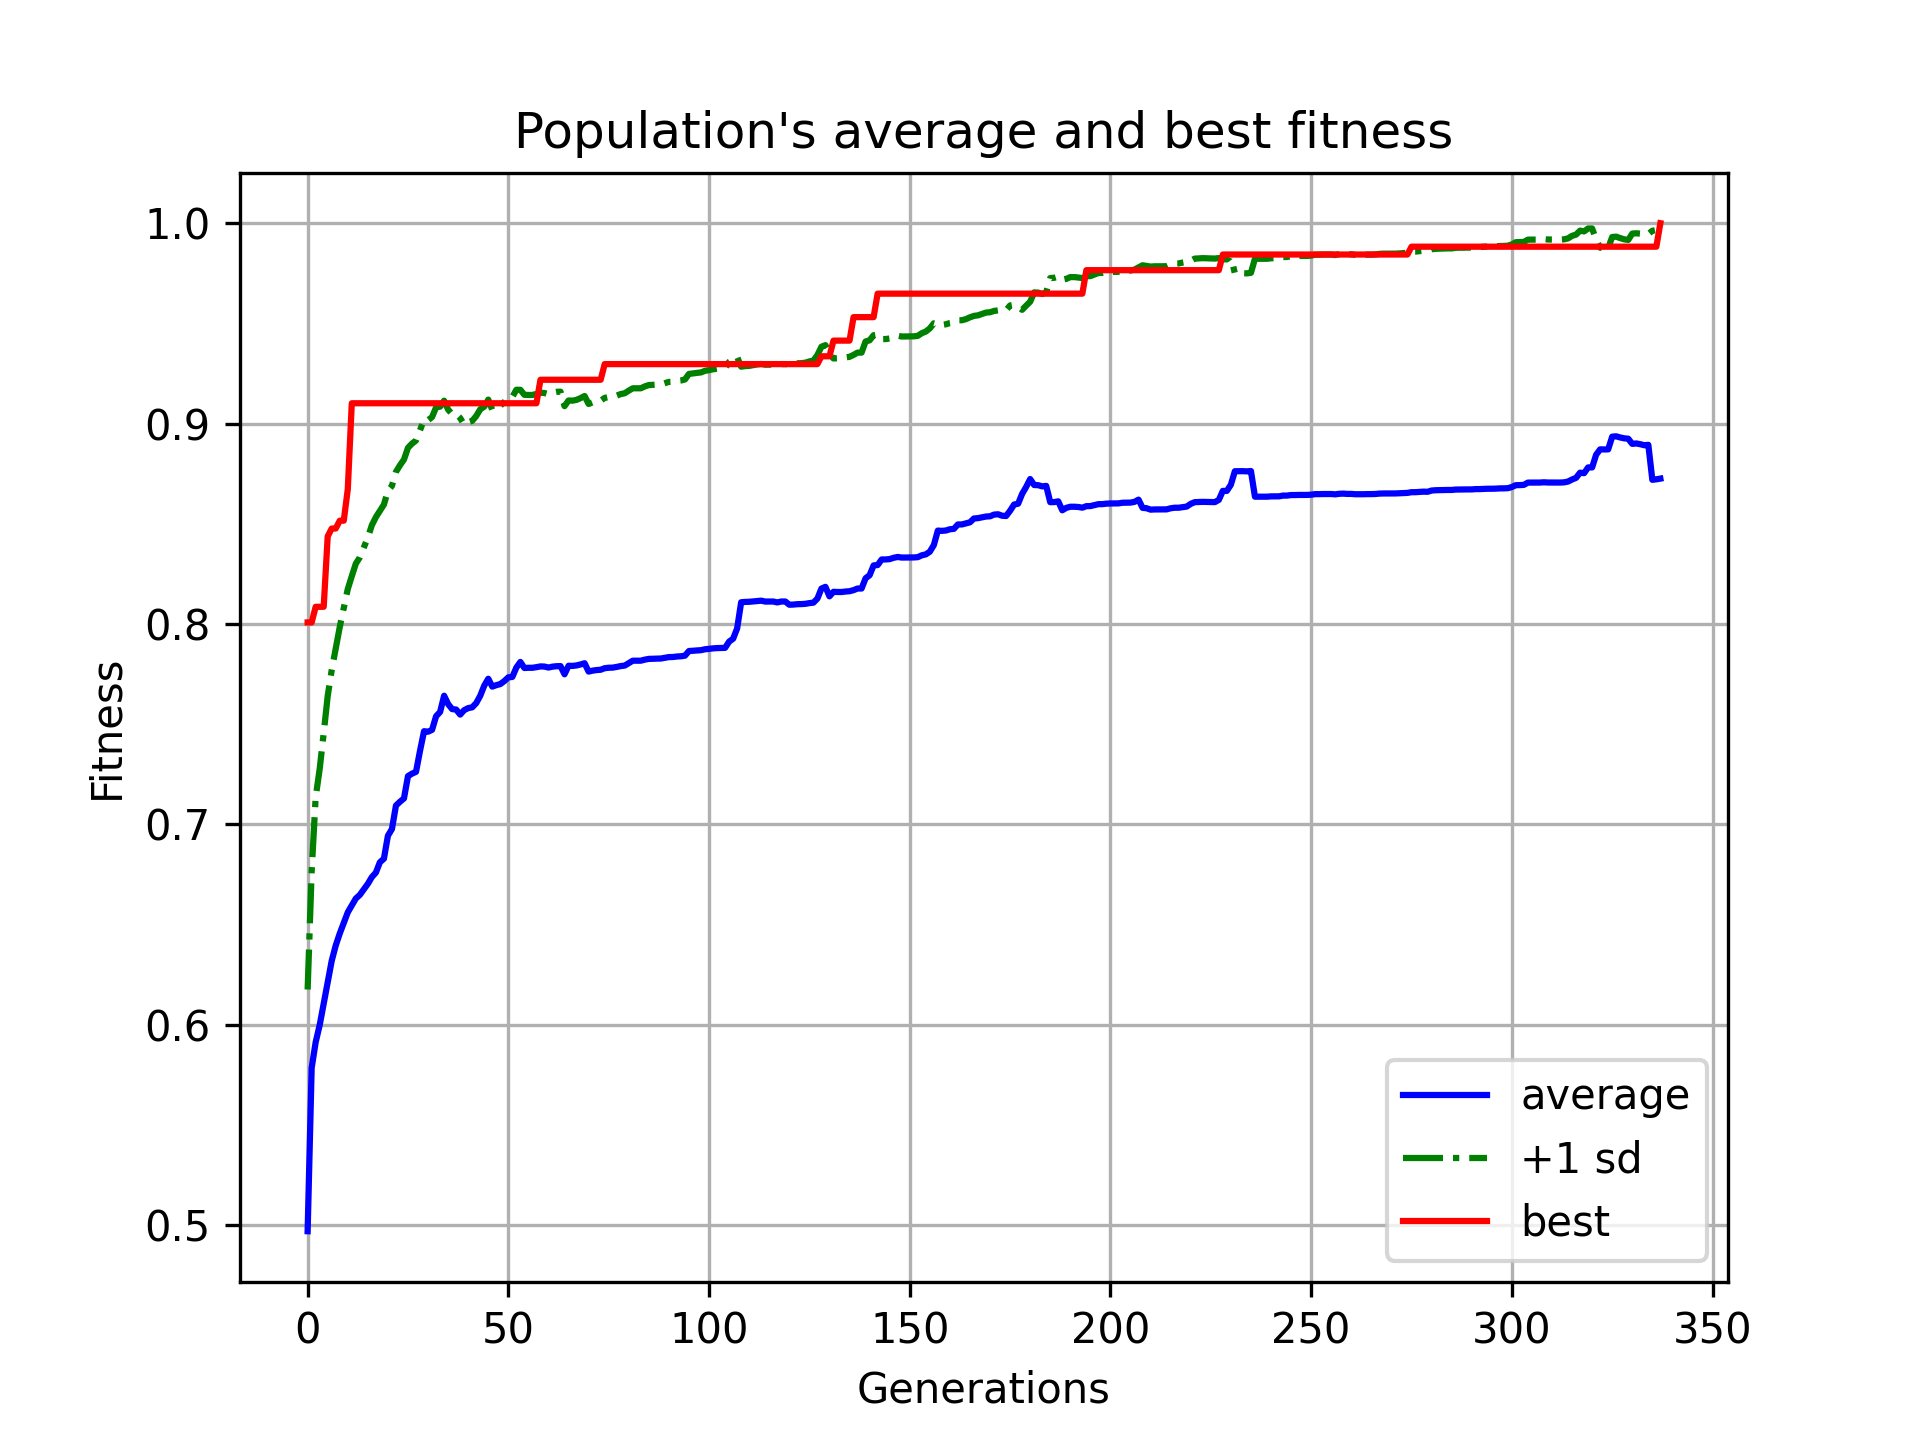 Population's average and best fitness
1.0
0.9
0.8
0.7
0.6
0.5
Fitness
0 50 100 150 200 250 300 350
Generations
average
+1 sd
best